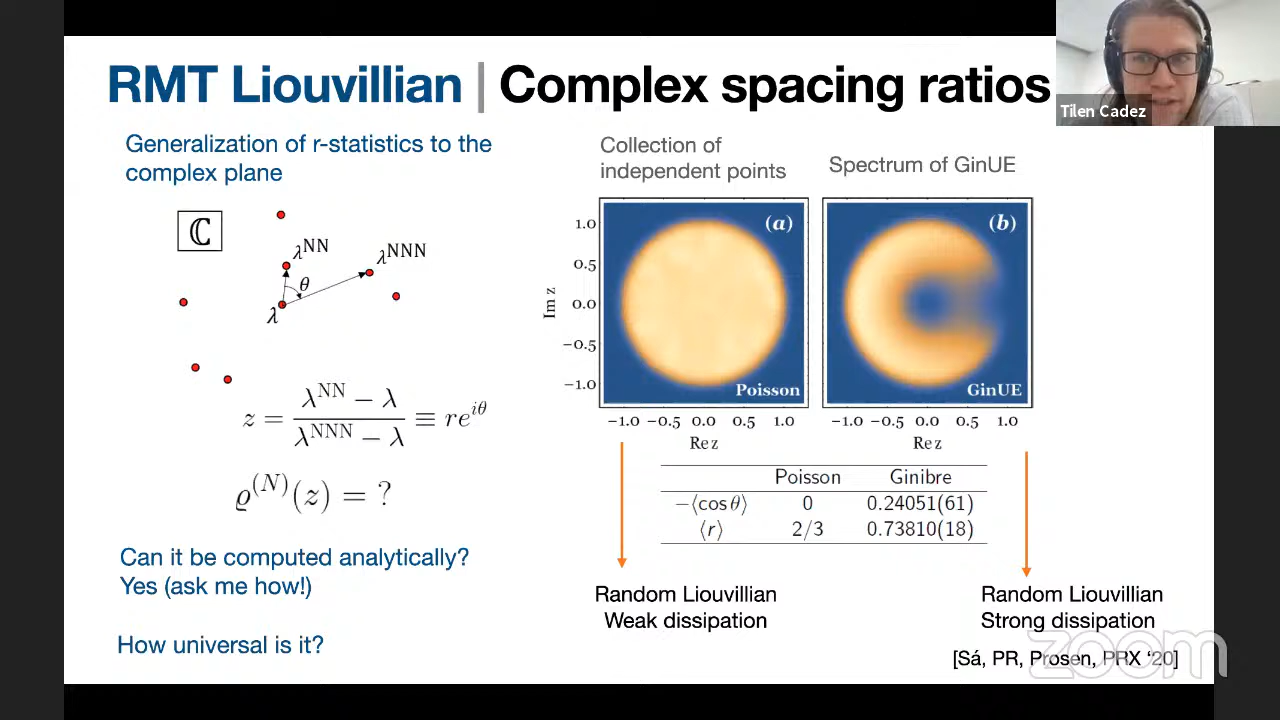 RMT Liouvillian | Complex spacing ratios
Tilen Cadez
Generalization of r-statistics to the
complex plane
ℂ
λ^NN
λ^NNN
θ
λ
z = (λ^NN − λ) / (λ^NNN − λ) ≡ re^{iθ}
ϱ^(N)(z) = ?
Can it be computed analytically?
Yes (ask me how!)
How universal is it?
Collection of
independent points
Spectrum of GinUE
(a)
(b)
1.0
0.5
0.0
−0.5
−1.0
Im z
Poisson
GinUE
−1.0 −0.5 0.0 0.5 1.0
−1.0 −0.5 0.0 0.5 1.0
Re z
Re z
Poisson Ginibre
−⟨cos θ⟩ 0 0.24051(61)
⟨r⟩ 2/3 0.73810(18)
Random Liouvillian
Weak dissipation
Random Liouvillian
Strong dissipation
[Sá, PR, Prosen, PRX ‘20]
zoom